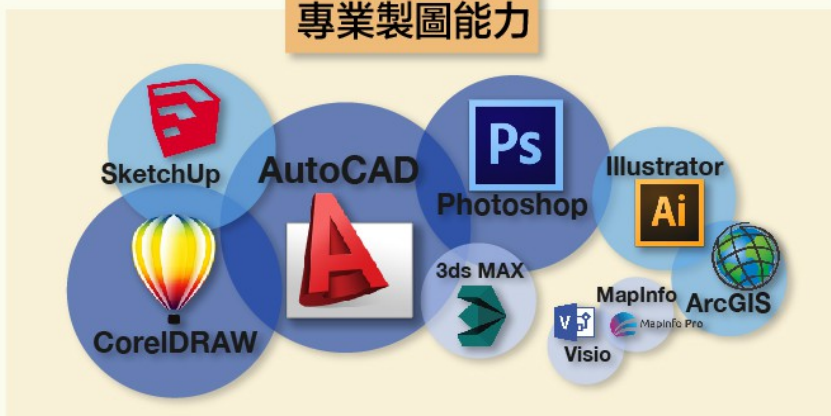 專業製圖能力
SketchUp
AutoCAD
Ps
Photoshop
Illustrator
Ai
CorelDRAW
3ds MAX
MapInfo
MapInfo Pro
ArcGIS
V
Visio